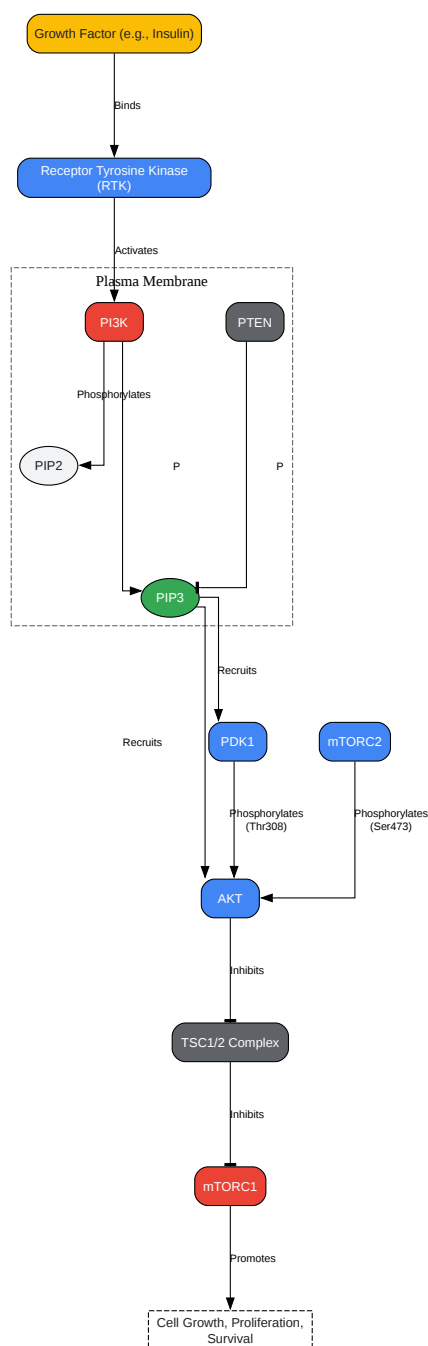 Growth Factor (e.g., Insulin)
Binds
Receptor Tyrosine Kinase
(RTK)
Activates
Plasma Membrane
PI3K
PTEN
Phosphorylates
PIP2
P
P
PIP3
Recruits
Recruits
PDK1
mTORC2
Phosphorylates
(Thr308)
Phosphorylates
(Ser473)
AKT
Inhibits
TSC1/2 Complex
Inhibits
mTORC1
Promotes
Cell Growth, Proliferation,
Survival